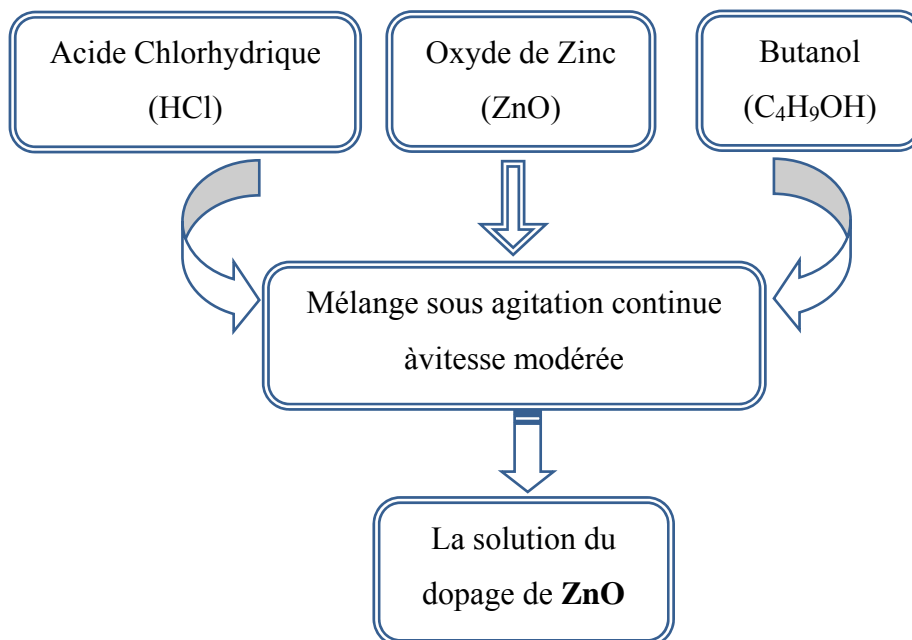 Acide Chlorhydrique
(HCl)
Oxyde de Zinc
(ZnO)
Butanol
(C₄H₉OH)
Mélange sous agitation continue
àvitesse modérée
La solution du
dopage de ZnO